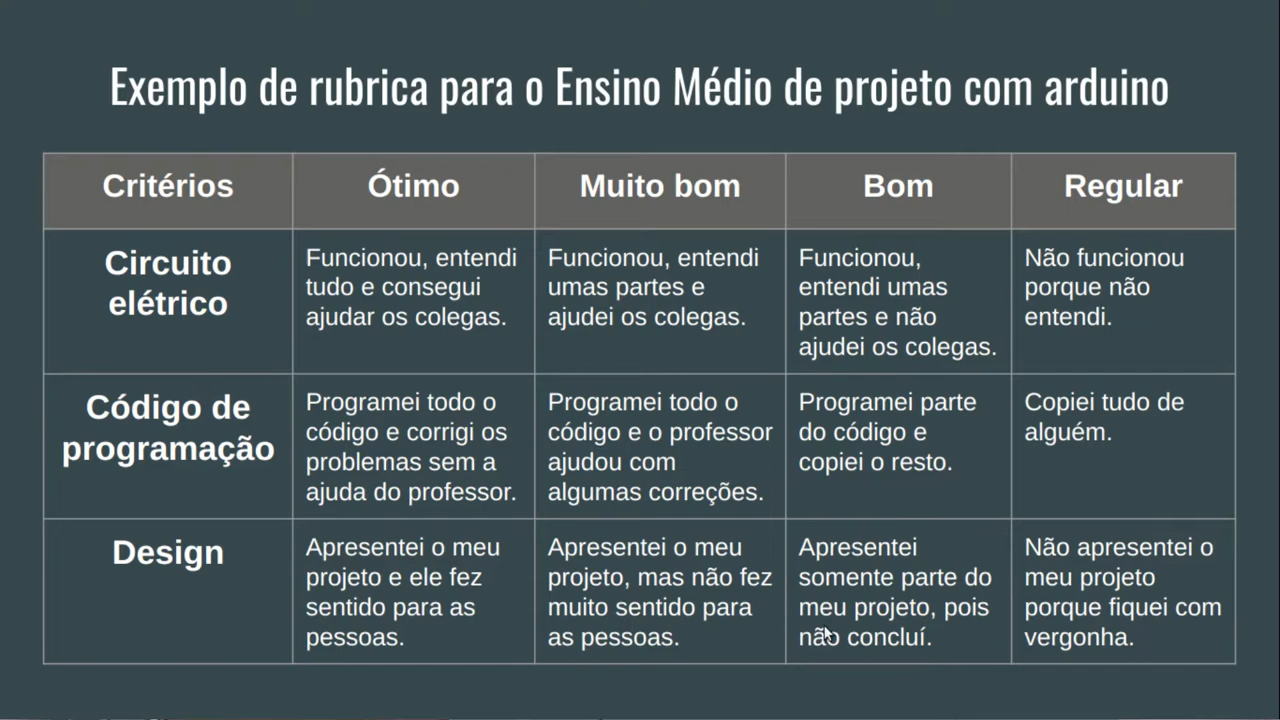 Exemplo de rubrica para o Ensino Médio de projeto com arduino
Critérios
Ótimo
Muito bom
Bom
Regular
Circuito
elétrico
Funcionou, entendi
tudo e consegui
ajudar os colegas.
Funcionou, entendi
umas partes e
ajudei os colegas.
Funcionou,
entendi umas
partes e não
ajudei os colegas.
Não funcionou
porque não
entendi.
Código de
programação
Programei todo o
código e corrigi os
problemas sem a
ajuda do professor.
Programei todo o
código e o professor
ajudou com
algumas correções.
Programei parte
do código e
copiei o resto.
Copiei tudo de
alguém.
Design
Apresentei o meu
projeto e ele fez
sentido para as
pessoas.
Apresentei o meu
projeto, mas não fez
muito sentido para
as pessoas.
Apresentei
somente parte do
meu projeto, pois
não concluí.
Não apresentei o
meu projeto
porque fiquei com
vergonha.